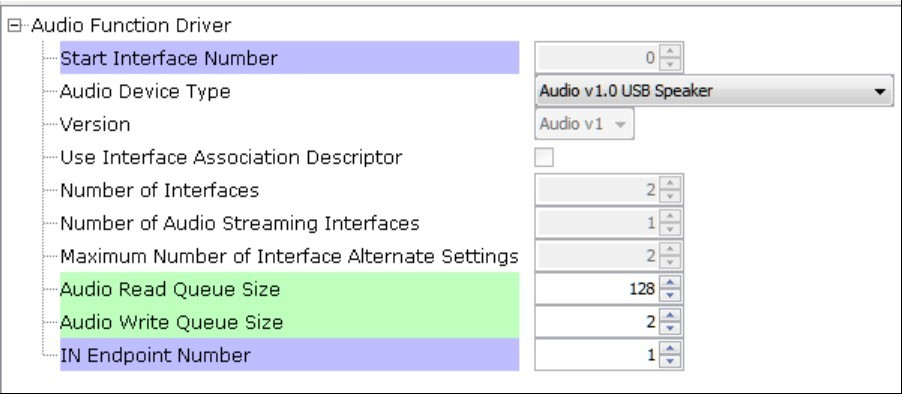 Audio Function Driver
Start Interface Number 0
Audio Device Type Audio v1.0 USB Speaker
Version Audio v1
Use Interface Association Descriptor
Number of Interfaces 2
Number of Audio Streaming Interfaces 1
Maximum Number of Interface Alternate Settings 2
Audio Read Queue Size 128
Audio Write Queue Size 2
IN Endpoint Number 1